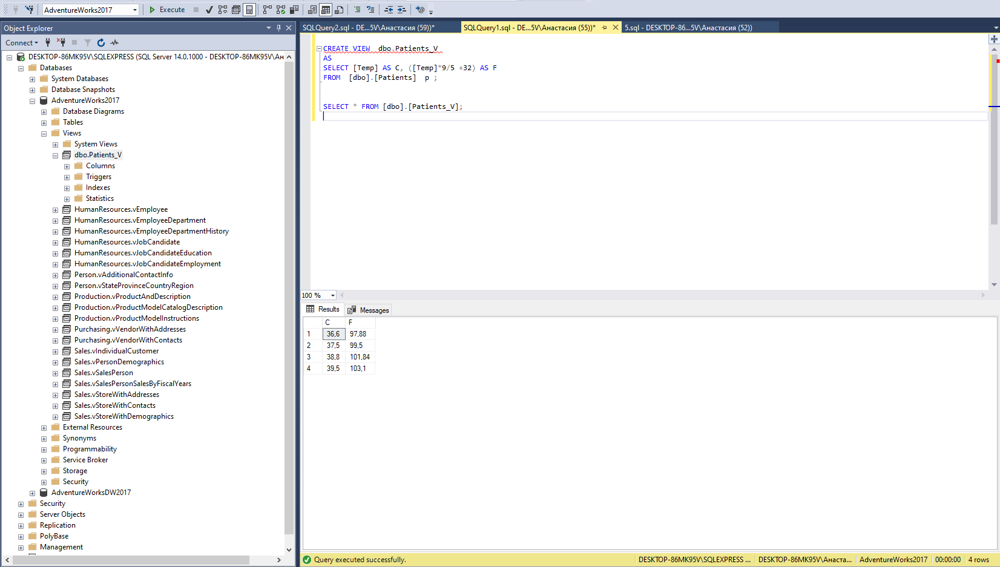 AdventureWorks2017
Execute
Object Explorer
Connect
DESKTOP-86MK95V\SQLEXPRESS (SQL Server 14.0.1000 - DESKTOP-86MK95V\Ан
Databases
System Databases
Database Snapshots
AdventureWorks2017
Database Diagrams
Tables
Views
System Views
dbo.Patients_V
Columns
Triggers
Indexes
Statistics
HumanResources.vEmployee
HumanResources.vEmployeeDepartment
HumanResources.vEmployeeDepartmentHistory
HumanResources.vJobCandidate
HumanResources.vJobCandidateEducation
HumanResources.vJobCandidateEmployment
Person.vAdditionalContactInfo
Person.vStateProvinceCountryRegion
Production.vProductAndDescription
Production.vProductModelCatalogDescription
Production.vProductModelInstructions
Purchasing.vVendorWithAddresses
Purchasing.vVendorWithContacts
Sales.vIndividualCustomer
Sales.vPersonDemographics
Sales.vSalesPerson
Sales.vSalesPersonSalesByFiscalYears
Sales.vStoreWithAddresses
Sales.vStoreWithContacts
Sales.vStoreWithDemographics
External Resources
Synonyms
Programmability
Service Broker
Storage
Security
AdventureWorksDW2017
Security
Server Objects
Replication
PolyBase
Management
SQLQuery2.sql - DE...5V\Анастасия (59))* SQLQuery1.sql - DE...5V\Анастасия (55))* 5.sql - DESKTOP-86...5V\Анастасия (52))
CREATE VIEW dbo.Patients_V
AS
SELECT [Temp] AS C, ([Temp]*9/5 +32) AS F
FROM [dbo].[Patients] p ;
SELECT * FROM [dbo].[Patients_V];
100 %
Results Messages
C F
1 36,6 97,88
2 37,5 99,5
3 38,8 101,84
4 39,5 103,1
Query executed successfully. DESKTOP-86MK95V\SQLEXPRESS ... DESKTOP-86MK95V\Анаста... AdventureWorks2017 00:00:00 4 rows